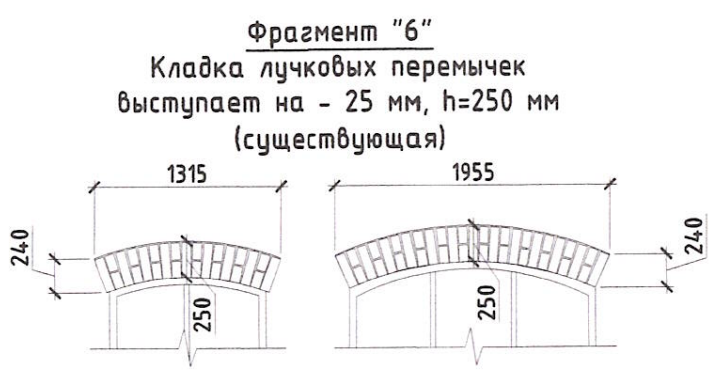 Фрагмент "6"
Кладка лучковых перемычек
выступает на - 25 мм, h=250 мм
(существующая)
1315
1955
240
250
250
240